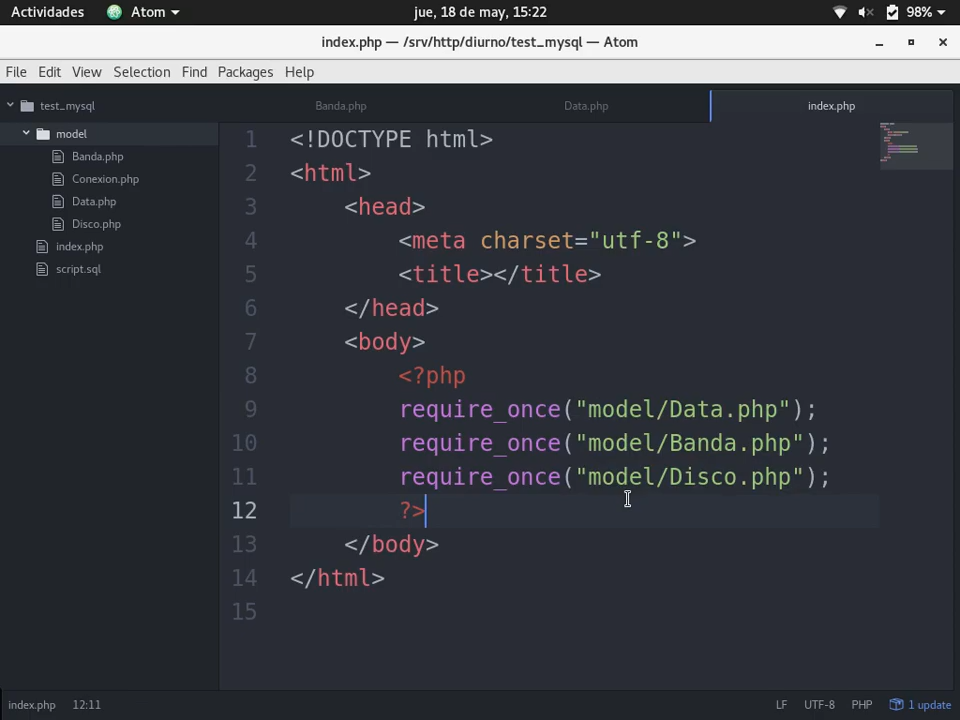 Actividades Atom jue, 18 de may, 15:22 98%
index.php — /srv/http/diurno/test_mysql — Atom
File Edit View Selection Find Packages Help
test_mysql
model
Banda.php
Conexion.php
Data.php
Disco.php
index.php
script.sql
Banda.php Data.php index.php
1 <!DOCTYPE html>
2 <html>
3 <head>
4 <meta charset="utf-8">
5 <title></title>
6 </head>
7 <body>
8 <?php
9 require_once("model/Data.php");
10 require_once("model/Banda.php");
11 require_once("model/Disco.php");
12 ?>
13 </body>
14 </html>
15
index.php 12:11 LF UTF-8 PHP 1 update